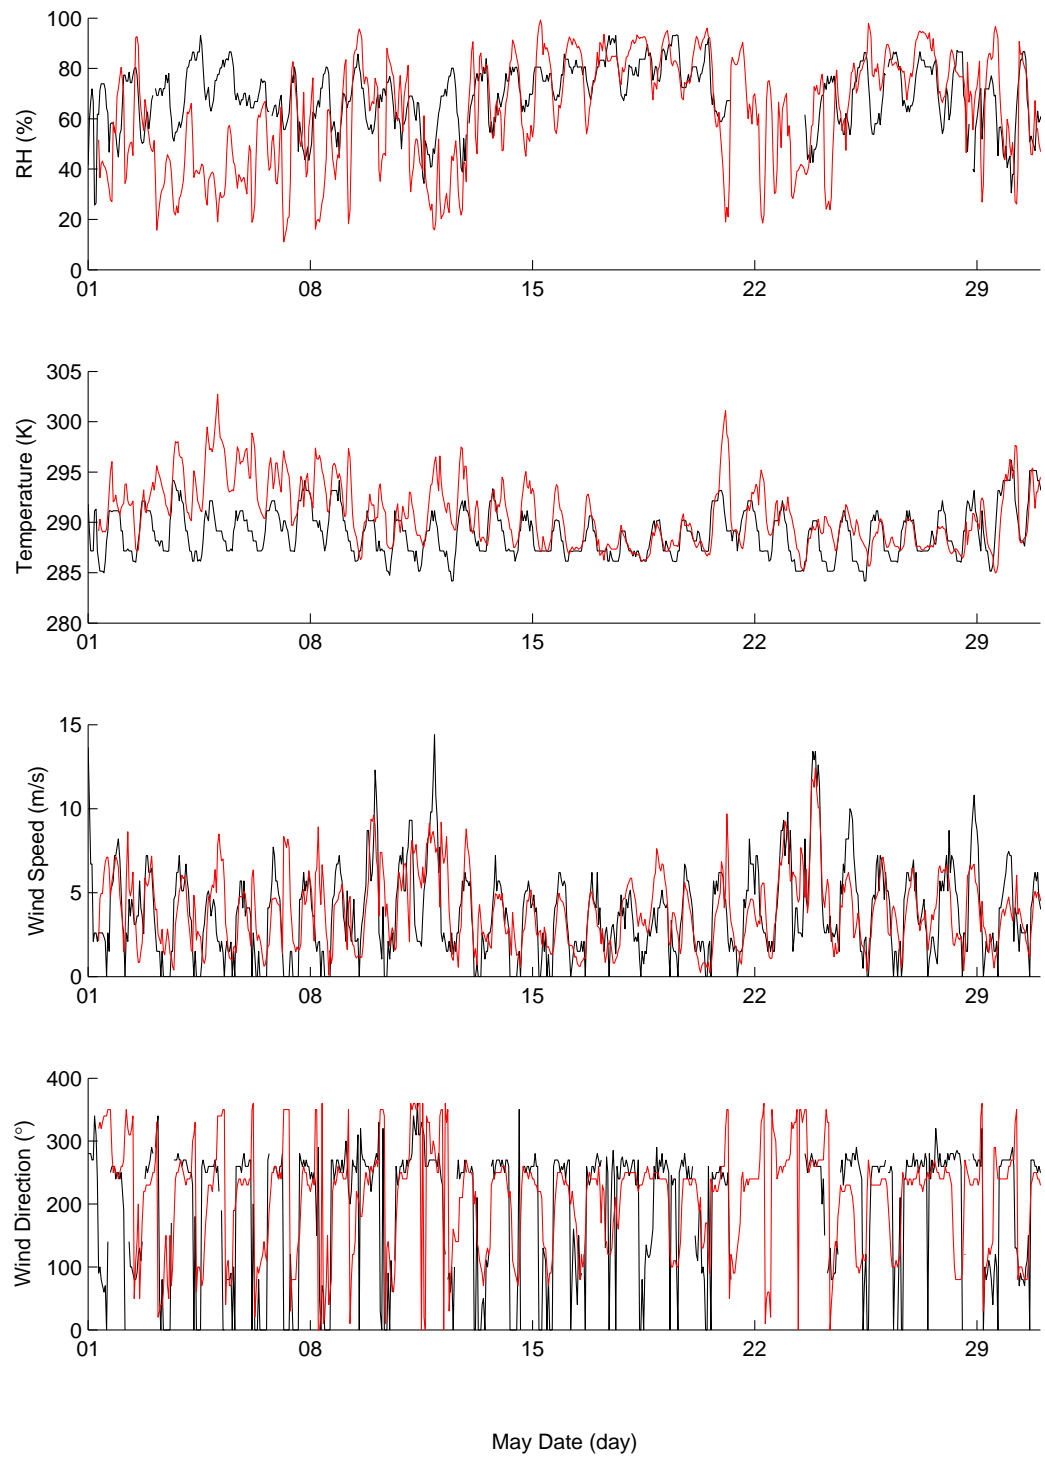 100
80
60
40
20
0
RH (%)
01 08 15 22 29
305
300
295
290
285
280
Temperature (K)
01 08 15 22 29
15
10
5
0
Wind Speed (m/s)
01 08 15 22 29
400
300
200
100
0
Wind Direction (°)
01 08 15 22 29
May Date (day)